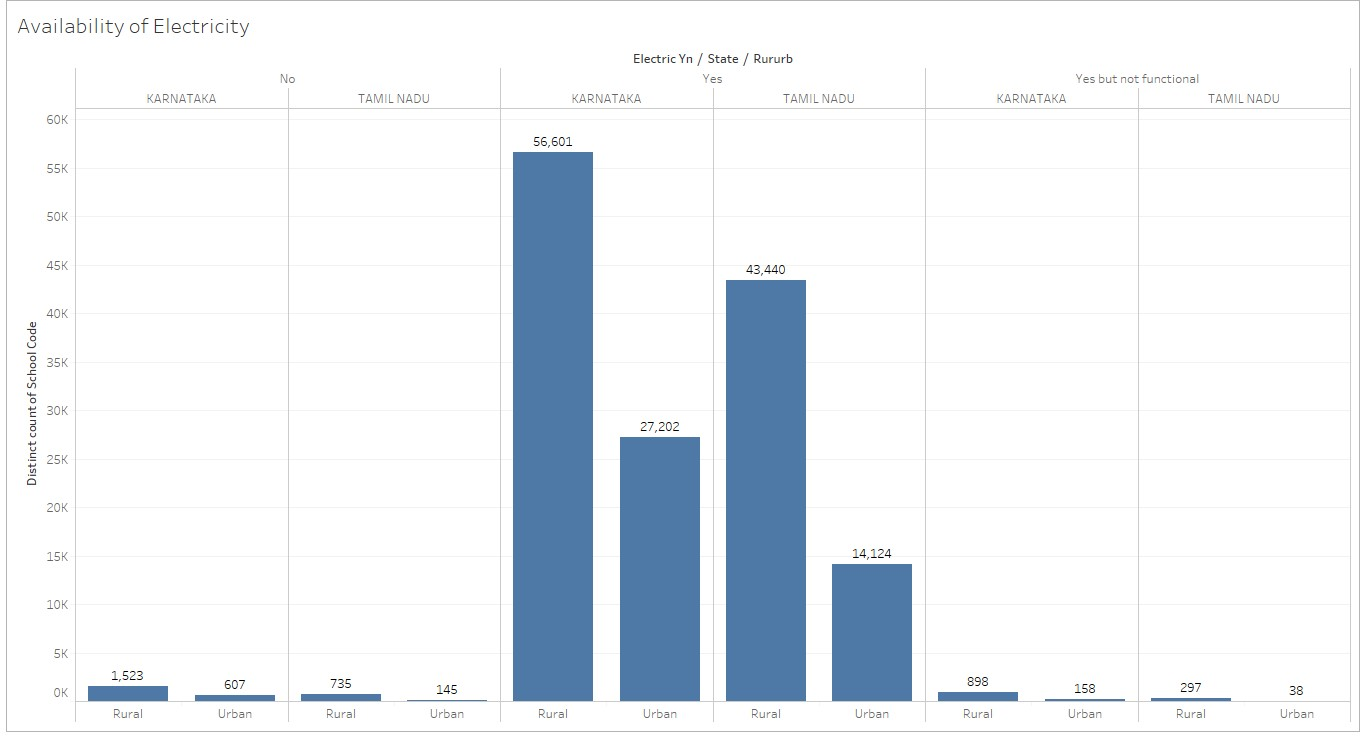 Availability of Electricity
Electric Yn / State / Rururb
No Yes Yes but not functional
KARNATAKA TAMIL NADU KARNATAKA TAMIL NADU KARNATAKA TAMIL NADU
Distinct count of School Code
60K
55K
50K
45K
40K
35K
30K
25K
20K
15K
10K
5K
0K
1,523 607 735 145 56,601 27,202 43,440 14,124 898 158 297 38
Rural Urban Rural Urban Rural Urban Rural Urban Rural Urban Rural Urban